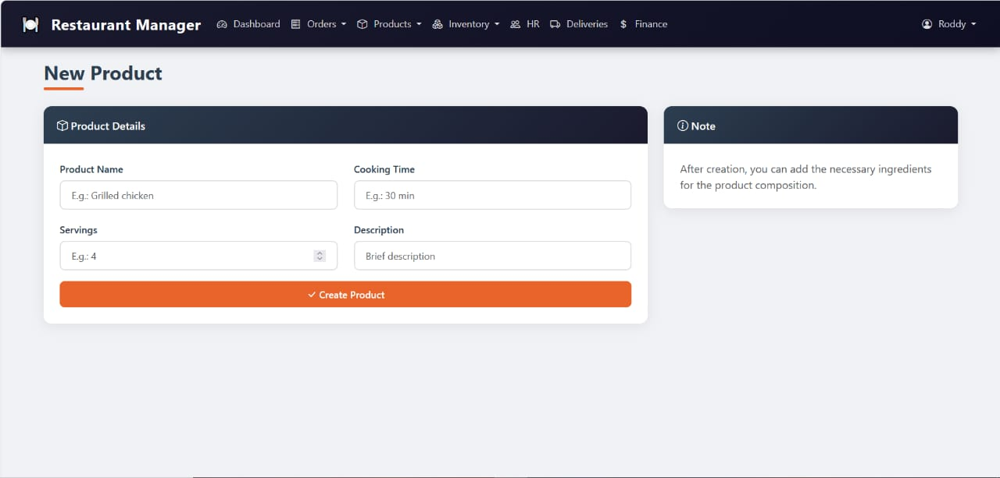 Restaurant Manager Dashboard Orders Products Inventory HR Deliveries $ Finance Roddy
New Product
Product Details
Product Name Cooking Time
E.g.: Grilled chicken E.g.: 30 min
Servings Description
E.g.: 4 Brief description
Create Product
Note
After creation, you can add the necessary ingredients
for the product composition.